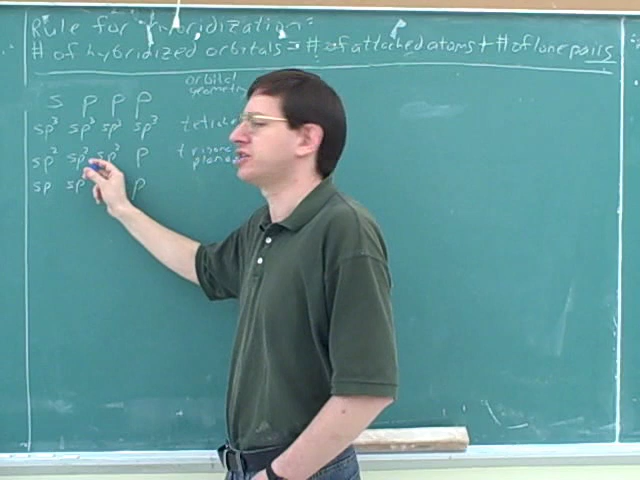 Rule for hybridization:
# of hybridized orbitals = # of attached atoms + # of lone pairs
orbital
geometry
s p p p
sp³ sp³ sp³ sp³
sp² sp² sp² p trigonal
planar
sp sp p